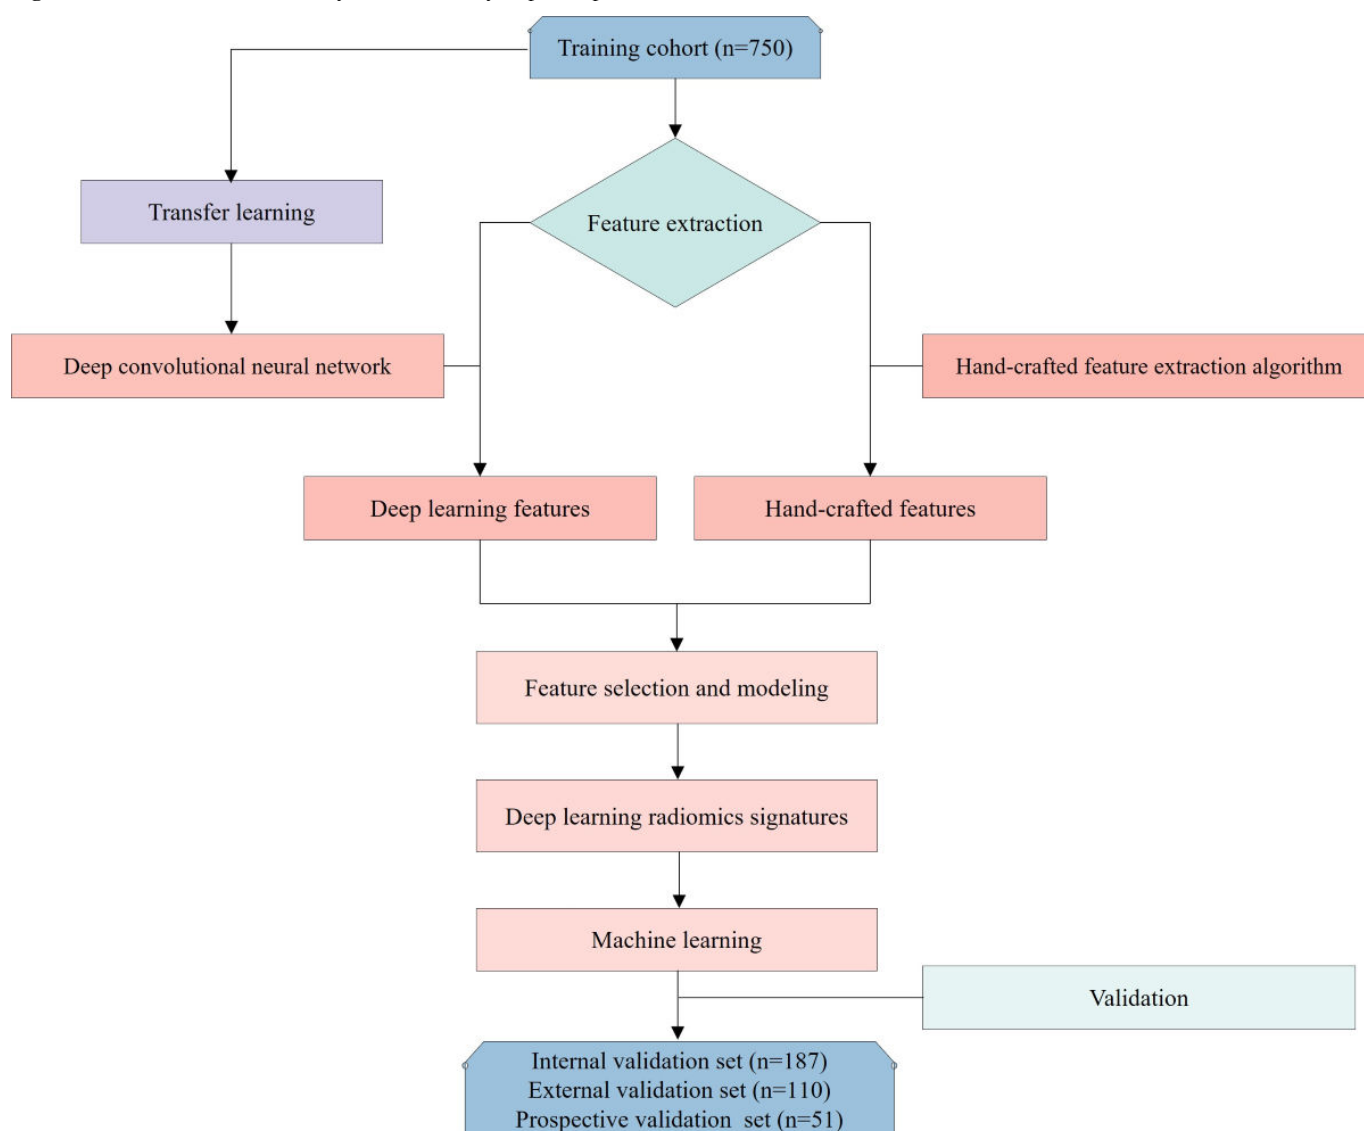 Training cohort (n=750)
Transfer learning
Feature extraction
Deep convolutional neural network
Hand-crafted feature extraction algorithm
Deep learning features
Hand-crafted features
Feature selection and modeling
Deep learning radiomics signatures
Machine learning
Validation
Internal validation set (n=187)
External validation set (n=110)
Prospective validation set (n=51)